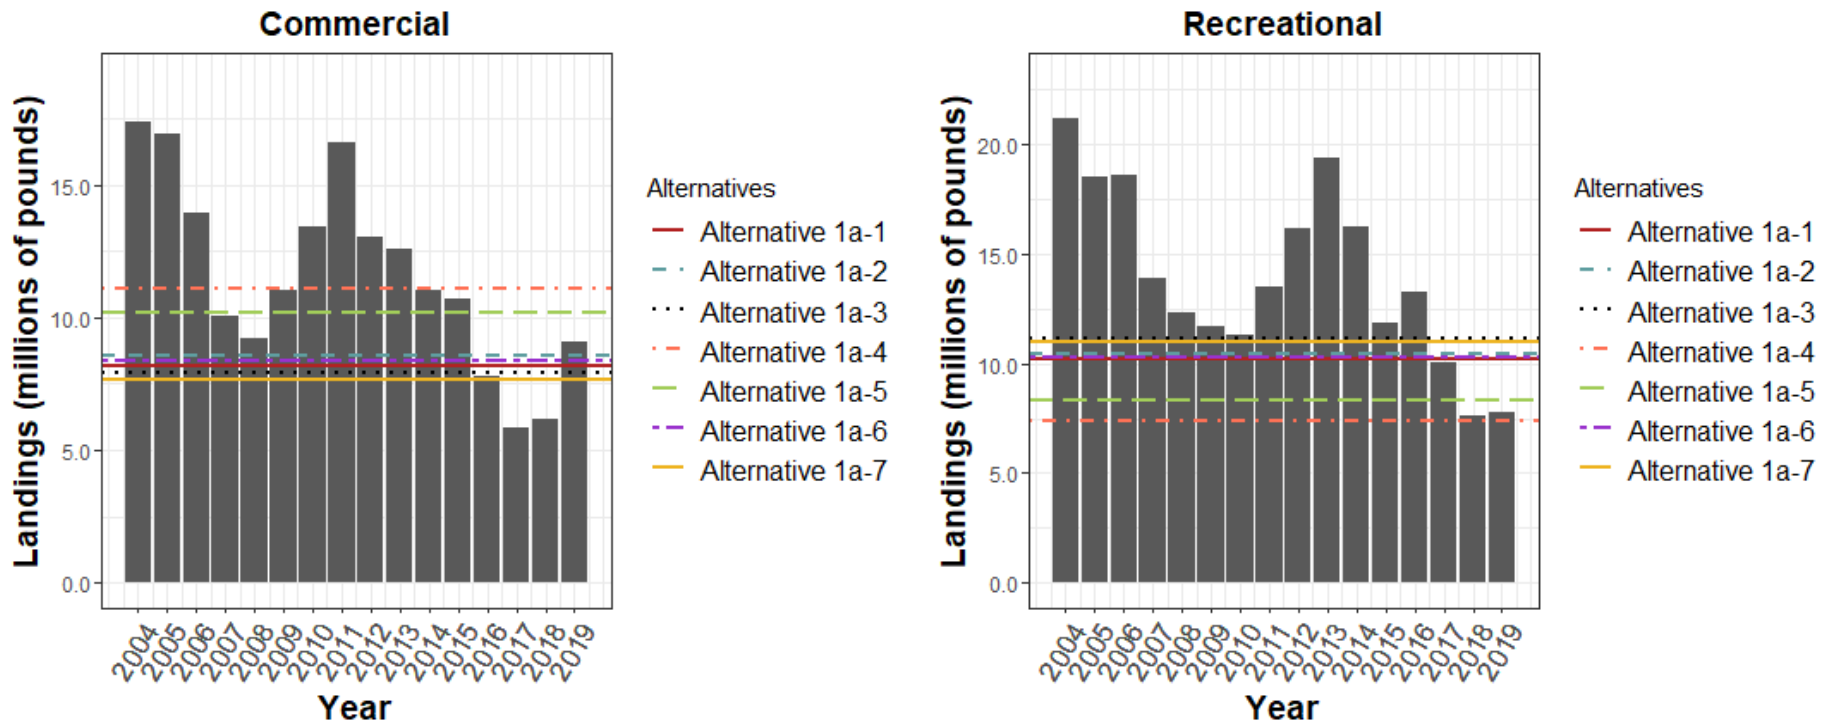 Commercial
Landings (millions of pounds)
15.0
10.0
5.0
0.0
2004
2005
2006
2007
2008
2009
2010
2011
2012
2013
2014
2015
2016
2017
2018
2019
Year
Alternatives
Alternative 1a-1
Alternative 1a-2
Alternative 1a-3
Alternative 1a-4
Alternative 1a-5
Alternative 1a-6
Alternative 1a-7
Recreational
Landings (millions of pounds)
20.0
15.0
10.0
5.0
0.0
2004
2005
2006
2007
2008
2009
2010
2011
2012
2013
2014
2015
2016
2017
2018
2019
Year
Alternatives
Alternative 1a-1
Alternative 1a-2
Alternative 1a-3
Alternative 1a-4
Alternative 1a-5
Alternative 1a-6
Alternative 1a-7